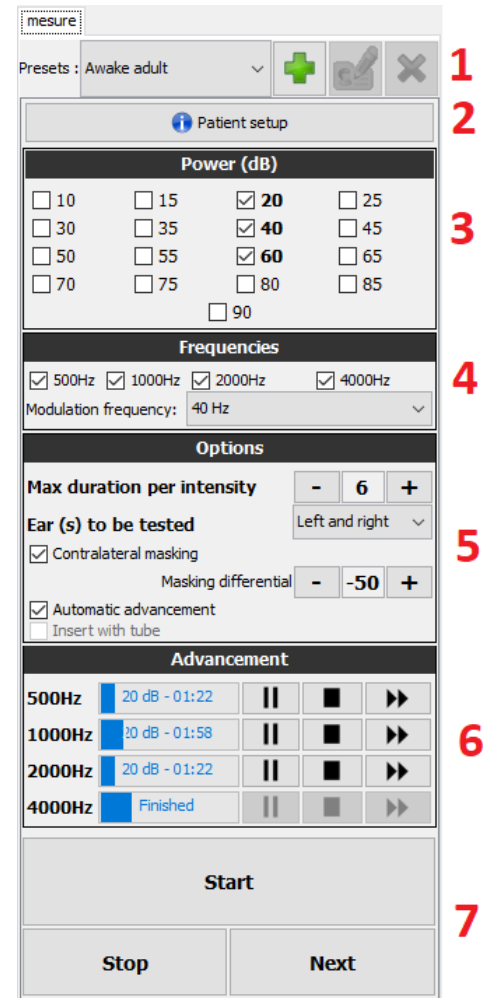 mesure
Presets : Awake adult
1
Patient setup
2
Power (dB)
10 15 20 25
30 35 40 45
50 55 60 65
70 75 80 85
90
3
Frequencies
500Hz 1000Hz 2000Hz 4000Hz
Modulation frequency: 40 Hz
4
Options
Max duration per intensity - 6 +
Ear (s) to be tested Left and right
Contralateral masking
Masking differential - -50 +
Automatic advancement
Insert with tube
5
Advancement
500Hz 20 dB - 01:22
1000Hz 20 dB - 01:58
2000Hz 20 dB - 01:22
4000Hz Finished
6
Start
Stop Next
7